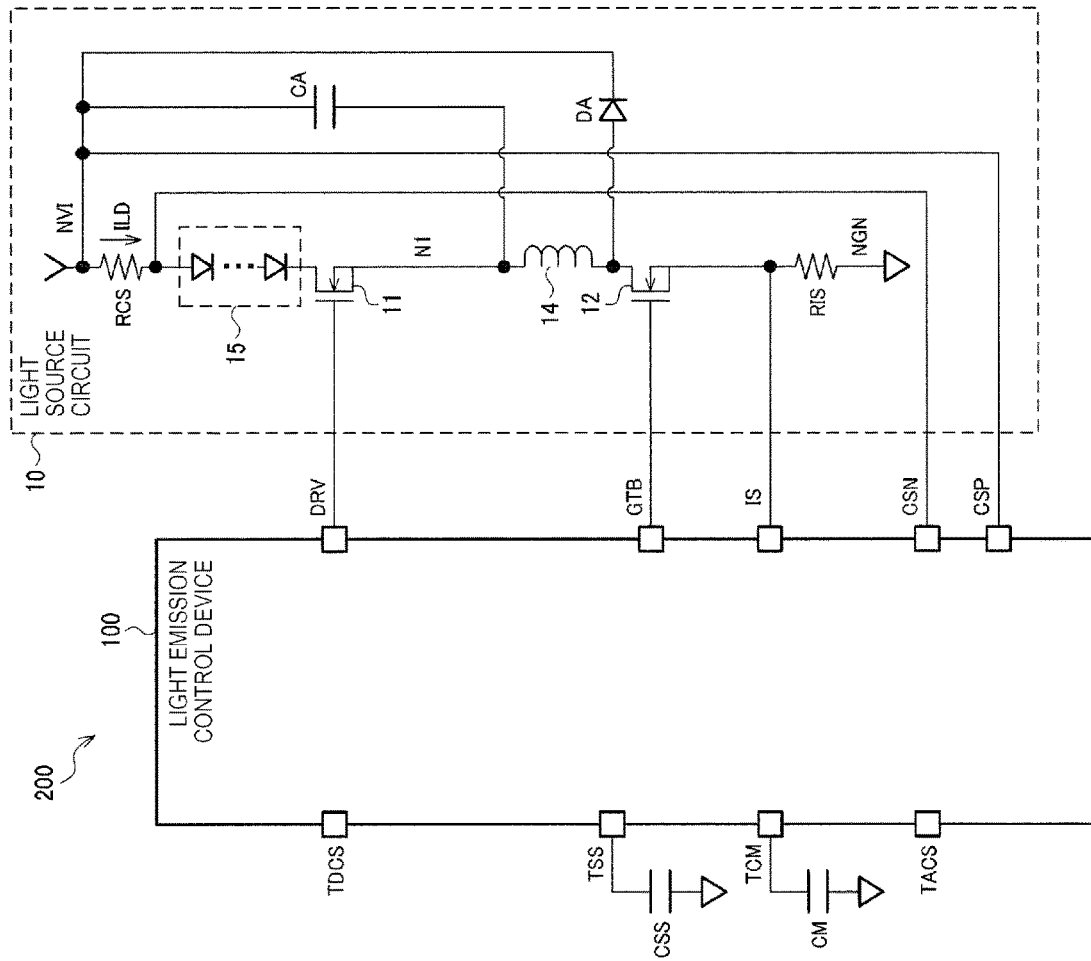 200
100
LIGHT EMISSION
CONTROL DEVICE
TDCS
TSS
CSS
TCM
CM
TACS
DRV
GTB
IS
CSN
CSP
10
LIGHT
SOURCE
CIRCUIT
NVI
RCS
ILD
15
11
NI
CA
14
DA
12
RIS
NGN